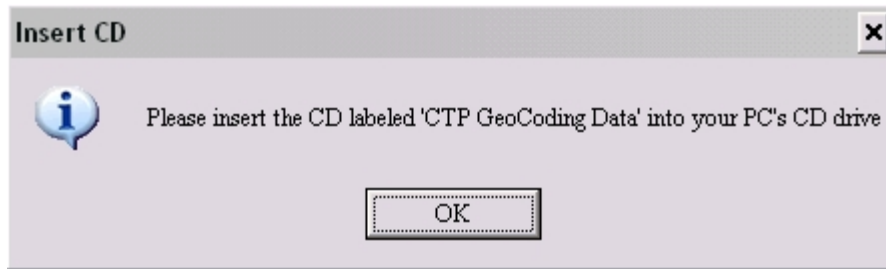 Insert CD
Please insert the CD labeled 'CTP GeoCoding Data' into your PC's CD drive
OK